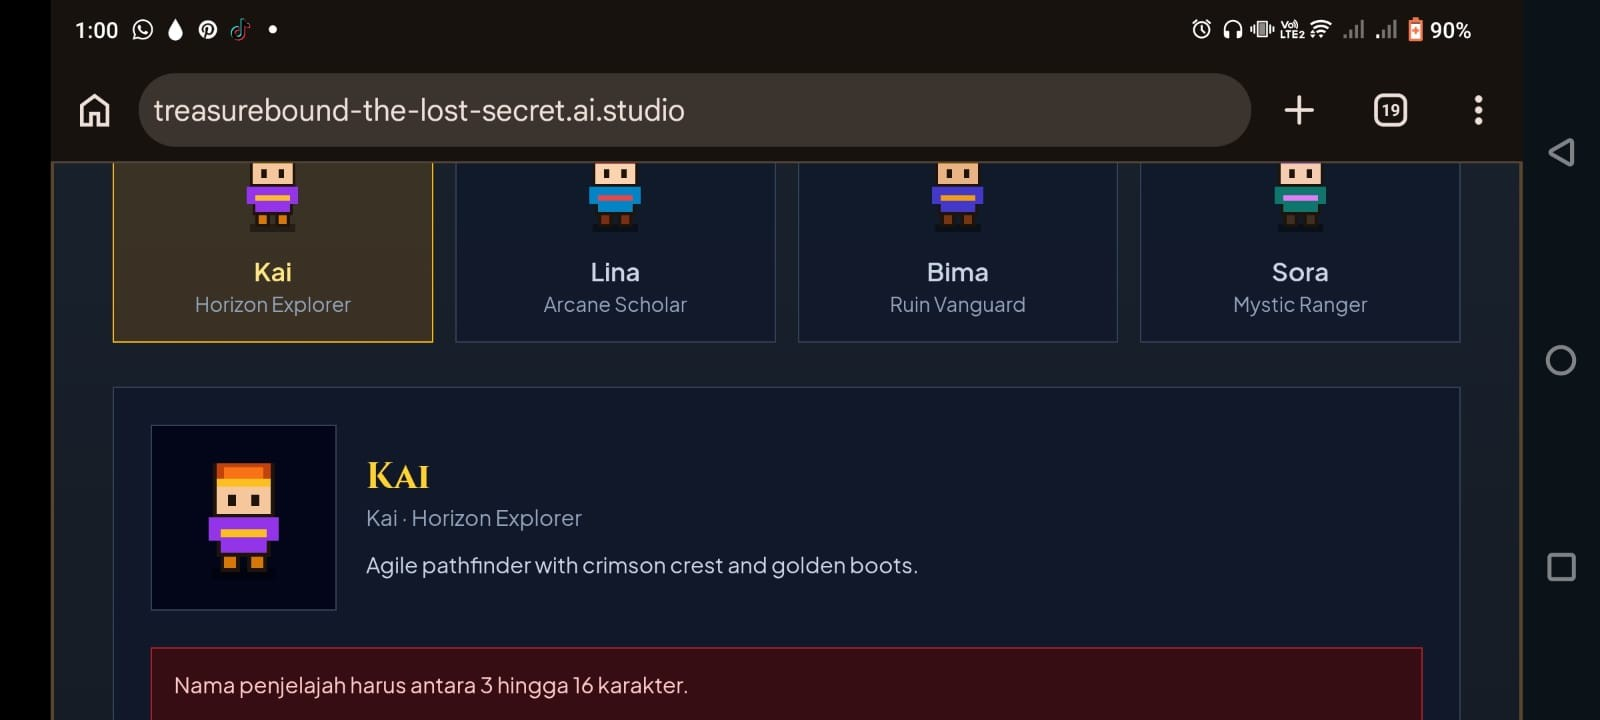 1:00
Vo) LTE2
90%
treasurebound-the-lost-secret.ai.studio
19
Kai
Horizon Explorer
Lina
Arcane Scholar
Bima
Ruin Vanguard
Sora
Mystic Ranger
KAI
Kai · Horizon Explorer
Agile pathfinder with crimson crest and golden boots.
Nama penjelajah harus antara 3 hingga 16 karakter.